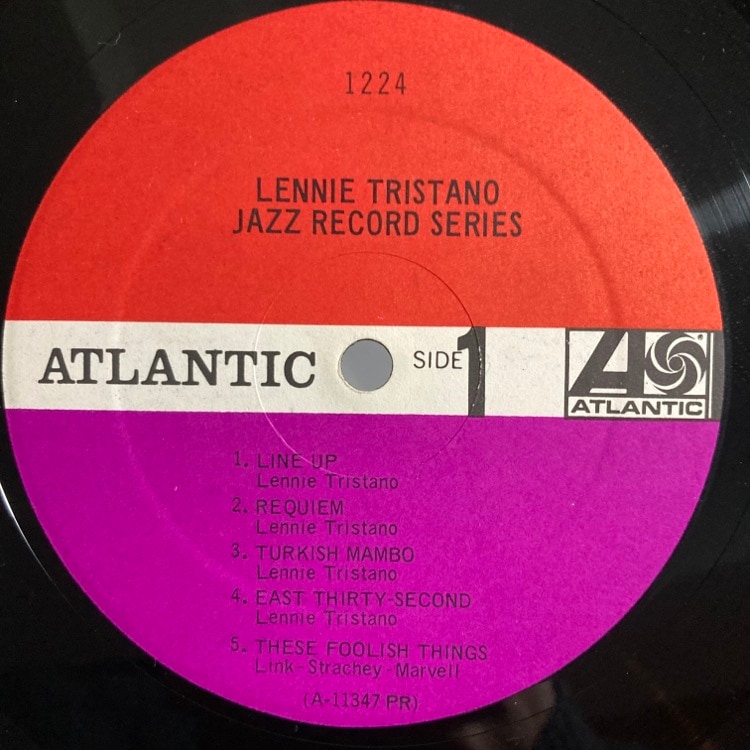 1224
LENNIE TRISTANO
JAZZ RECORD SERIES
ATLANTIC
SIDE 1
ATLANTIC
1. LINE UP
Lennie Tristano
2. REQUIEM
Lennie Tristano
3. TURKISH MAMBO
Lennie Tristano
4. EAST THIRTY-SECOND
Lennie Tristano
5. THESE FOOLISH THINGS
Link-Strachey-Marvell
(A-11347 PR)